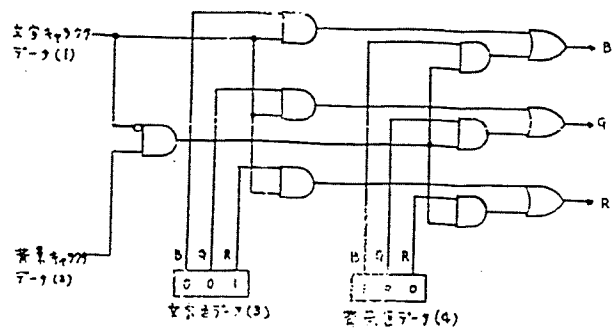 文字キャラクタ
データ(1)
B
G
R
背景キャラクタ
データ(2)
B G R
0 0 1
文字色データ(3)
B G R
1 0 0
背景色データ(4)